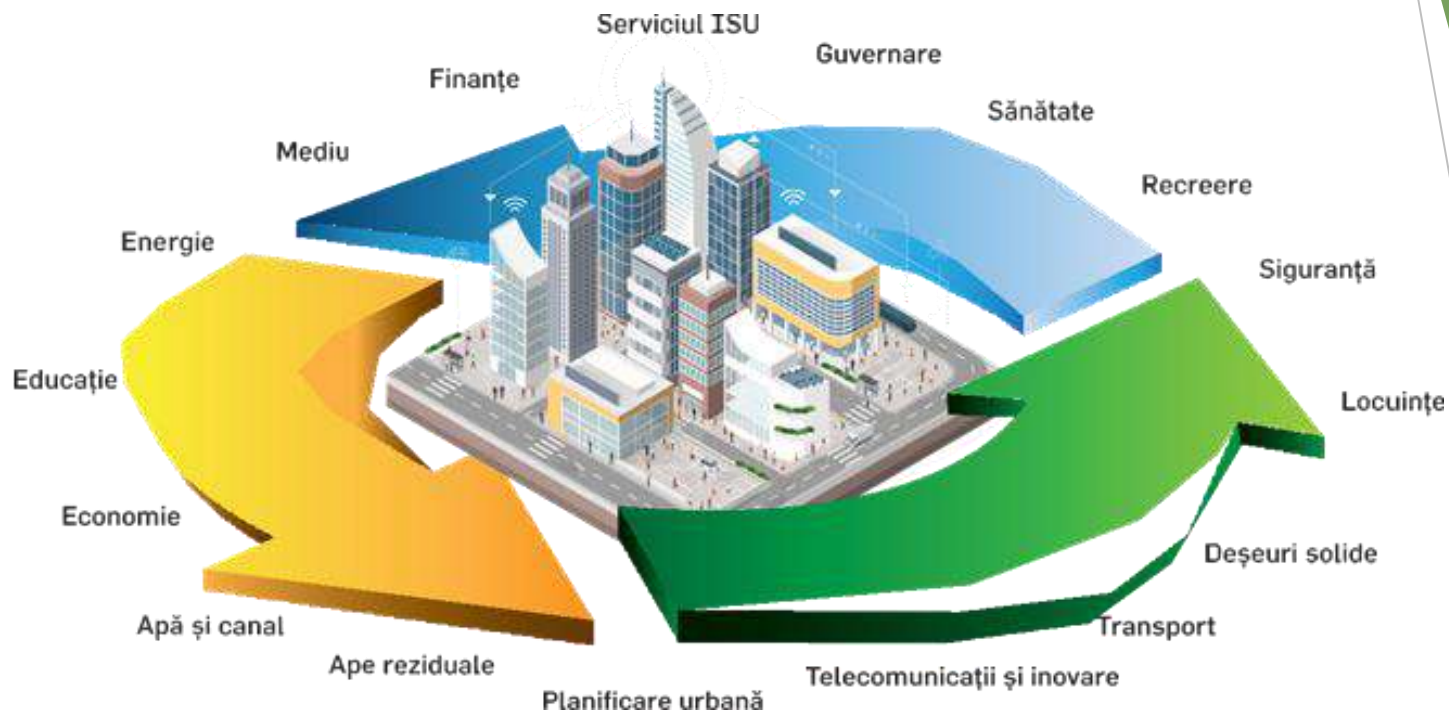 Serviciul ISU
Guvernare
Finanțe
Sănătate
Mediu
Recreere
Energie
Siguranță
Educație
Locuințe
Economie
Deșeuri solide
Apă și canal
Transport
Ape reziduale
Telecomunicații și inovare
Planificare urbană